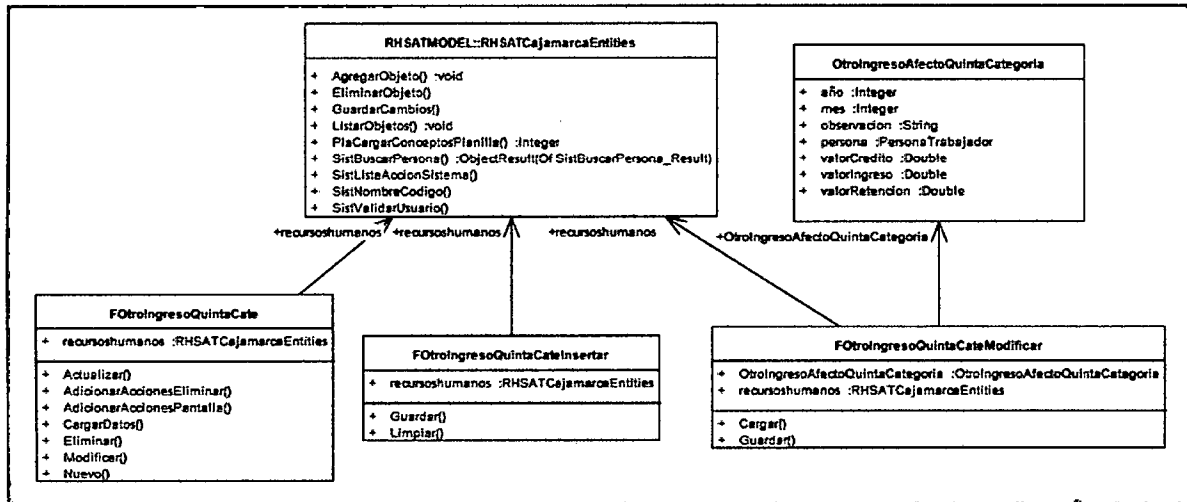 RHSATMODEL::RHSATCajamarcaEntities
+ AgregarObjeto() :void
+ EliminarObjeto()
+ GuardarCambios()
+ ListarObjetos() :void
+ PlaCargarConceptosPlanilla() :Integer
+ SistBuscarPersona() :ObjectResult(Of SistBuscarPersona_Result)
+ SistListaAccionSistema()
+ SistNombreCodigo()
+ SistValidarUsuario()
OtroIngresoAfectoQuintaCategoria
+ año :Integer
+ mes :Integer
+ observacion :String
+ persona :PersonaTrabajador
+ valorCredito :Double
+ valorIngreso :Double
+ valorRetencion :Double
+recursoshumanos +recursoshumanos +recursoshumanos +OtroIngresoAfectoQuintaCategoria
FOtroIngresoQuintaCate
+ recursoshumanos :RHSATCajamarcaEntities
+ Actualizar()
+ AdicionarAccionesEliminar()
+ AdicionarAccionesPantalla()
+ CargarDatos()
+ Eliminar()
+ Modificar()
+ Nuevo()
FOtroIngresoQuintaCateInsertar
+ recursoshumanos :RHSATCajamarcaEntities
+ Guardar()
+ Limpiar()
FOtroIngresoQuintaCateModificar
+ OtroIngresoAfectoQuintaCategoria :OtroIngresoAfectoQuintaCategoria
+ recursoshumanos :RHSATCajamarcaEntities
+ Cargar()
+ Guardar()